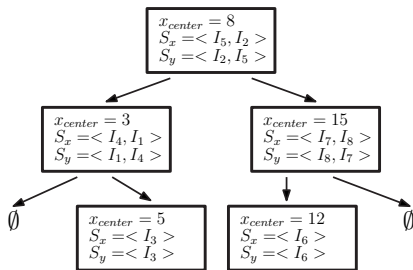 x_center = 8
S_x =< I_5, I_2 >
S_y =< I_2, I_5 >
x_center = 3
S_x =< I_4, I_1 >
S_y =< I_1, I_4 >
x_center = 15
S_x =< I_7, I_8 >
S_y =< I_8, I_7 >
∅
x_center = 5
S_x =< I_3 >
S_y =< I_3 >
x_center = 12
S_x =< I_6 >
S_y =< I_6 >
∅